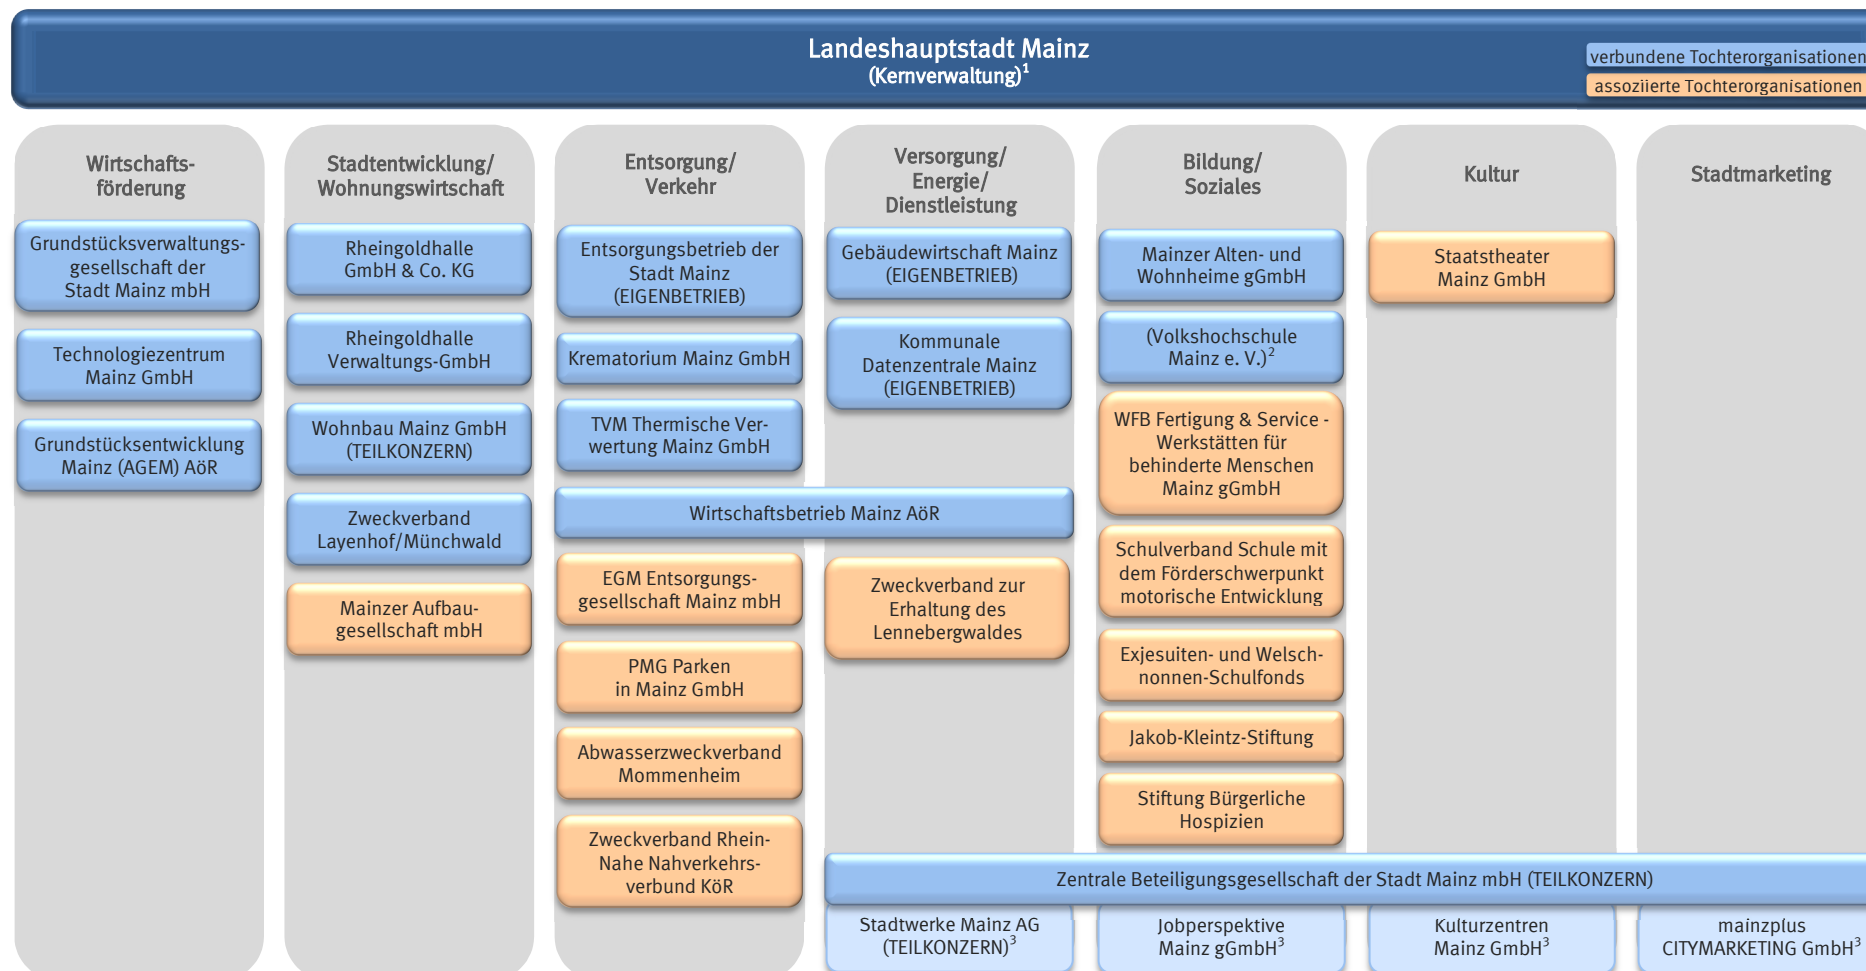 Landeshauptstadt Mainz
(Kernverwaltung)¹
verbundene Tochterorganisationen
assoziierte Tochterorganisationen
Wirtschafts-
förderung
Grundstücksverwaltungs-
gesellschaft der
Stadt Mainz mbH
Technologiezentrum
Mainz GmbH
Grundstücksentwicklung
Mainz (AGEM) AöR
Stadtentwicklung/
Wohnungswirtschaft
Rheingoldhalle
GmbH & Co. KG
Rheingoldhalle
Verwaltungs-GmbH
Wohnbau Mainz GmbH
(TEILKONZERN)
Zweckverband
Layenhof/Münchwald
Mainzer Aufbau-
gesellschaft mbH
Entsorgung/
Verkehr
Entsorgungsbetrieb der
Stadt Mainz
(EIGENBETRIEB)
Krematorium Mainz GmbH
TVM Thermische Ver-
wertung Mainz GmbH
Wirtschaftsbetrieb Mainz AöR
EGM Entsorgungs-
gesellschaft Mainz mbH
PMG Parken
in Mainz GmbH
Abwasserzweckverband
Mommenheim
Zweckverband Rhein-
Nahe Nahverkehrs-
verbund KöR
Versorgung/
Energie/
Dienstleistung
Gebäudewirtschaft Mainz
(EIGENBETRIEB)
Kommunale
Datenzentrale Mainz
(EIGENBETRIEB)
Zweckverband zur
Erhaltung des
Lennebergwaldes
Bildung/
Soziales
Mainzer Alten- und
Wohnheime gGmbH
(Volkshochschule
Mainz e. V.)²
WFB Fertigung & Service -
Werkstätten für
behinderte Menschen
Mainz gGmbH
Schulverband Schule mit
dem Förderschwerpunkt
motorische Entwicklung
Exjesuiten- und Welsch-
nonnen-Schulfonds
Jakob-Kleintz-Stiftung
Stiftung Bürgerliche
Hospizien
Kultur
Staatstheater
Mainz GmbH
Stadtmarketing
Zentrale Beteiligungsgesellschaft der Stadt Mainz mbH (TEILKONZERN)
Stadtwerke Mainz AG
(TEILKONZERN)³
Jobperspektive
Mainz gGmbH³
Kulturzentren
Mainz GmbH³
mainzplus
CITYMARKETING GmbH³